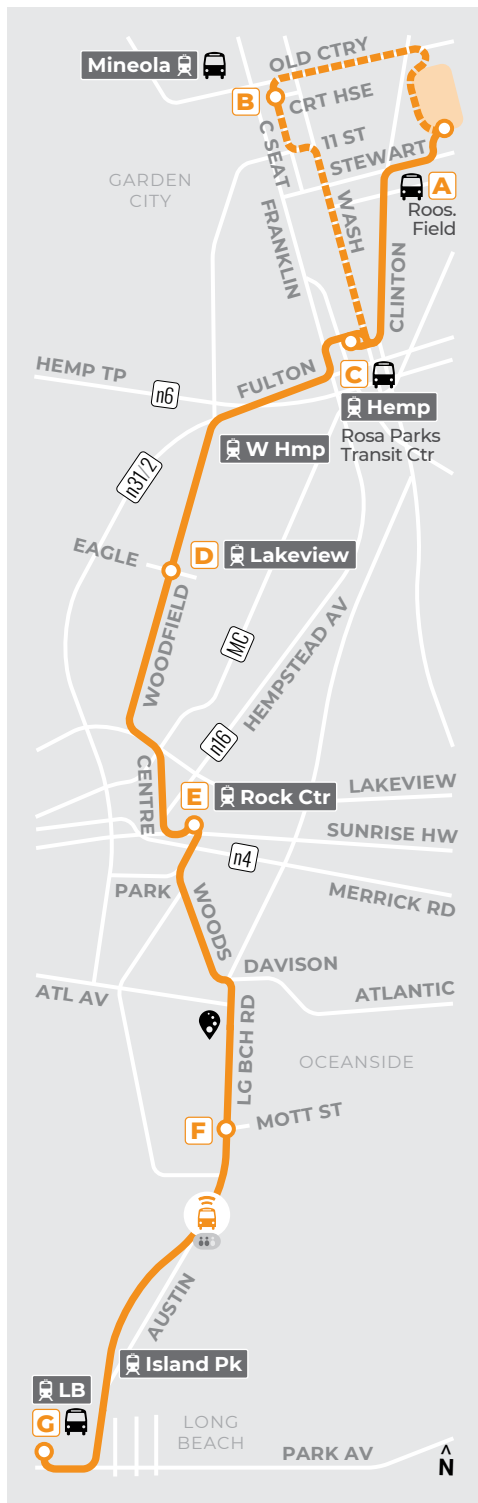 OLD CTRY
Mineola
B
CRT HSE
11 ST
C SEAT
STEWART
GARDEN
CITY
A
Roos.
Field
WASH
FRANKLIN
CLINTON
HEMP TP
n6
FULTON
C
Hemp
Rosa Parks
Transit Ctr
W Hmp
n31/2
EAGLE
D
Lakeview
WOODFIELD
MC
HEMPSTEAD AV
n16
CENTRE
E
Rock Ctr
LAKEVIEW
SUNRISE HW
n4
PARK
WOODS
MERRICK RD
DAVISON
ATL AV
ATLANTIC
LG BCH RD
OCEANSIDE
F
MOTT ST
AUSTIN
Island Pk
LB
G
LONG
BEACH
PARK AV
N